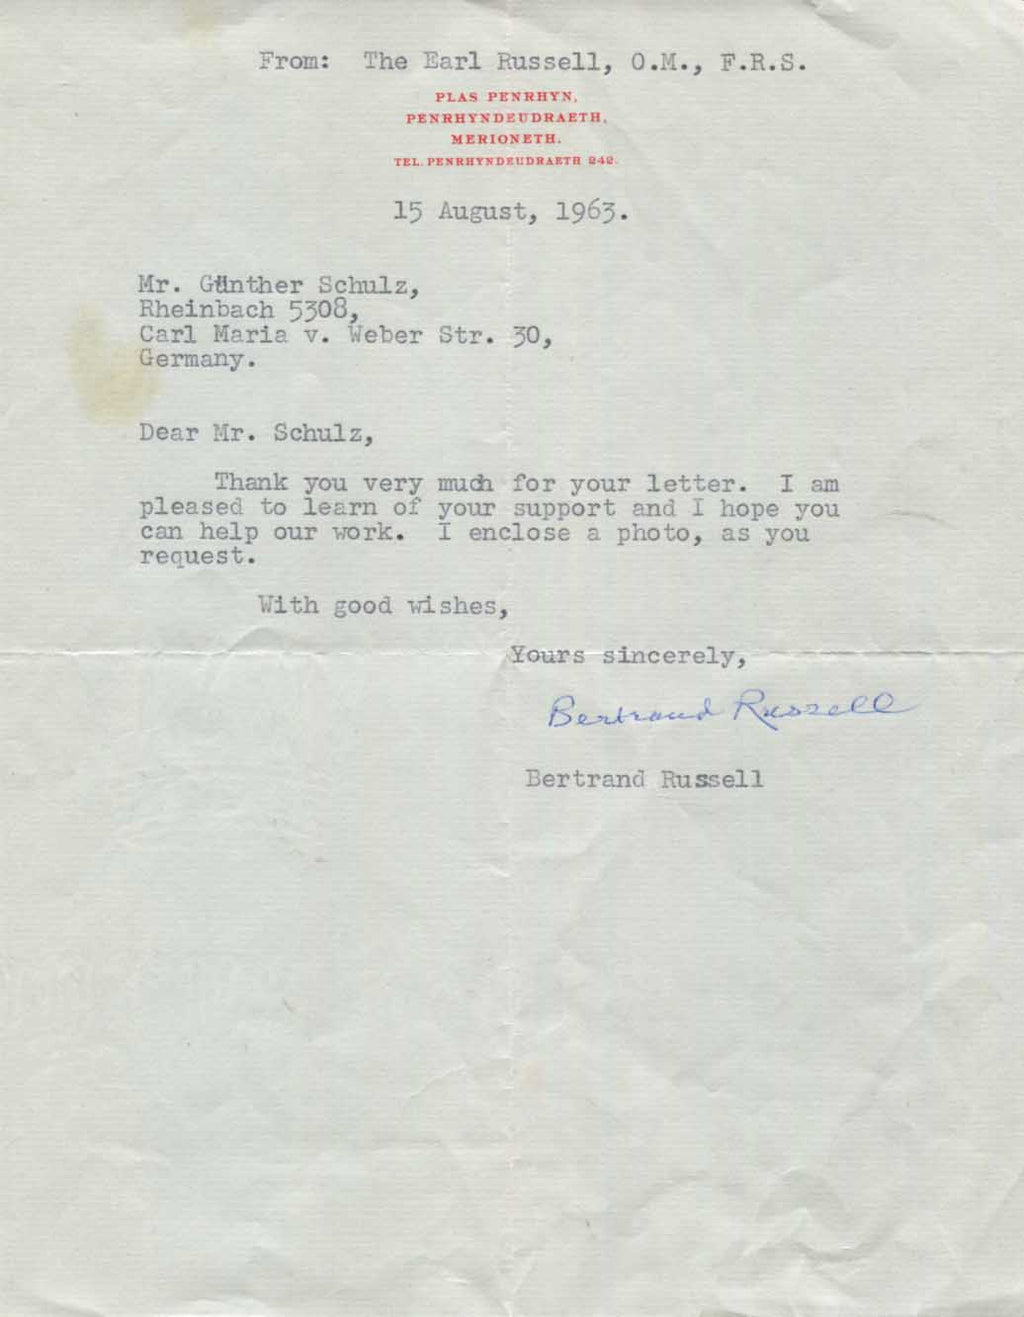 From: The Earl Russell, O.M., F.R.S.
PLAS PENRHYN,
PENRHYNDEUDRAETH,
MERIONETH.
TEL. PENRHYNDEUDRAETH 242.
15 August, 1963.
Mr. Günther Schulz,
Rheinbach 5308,
Carl Maria v. Weber Str. 30,
Germany.
Dear Mr. Schulz,
Thank you very much for your letter. I am
pleased to learn of your support and I hope you
can help our work. I enclose a photo, as you
request.
With good wishes,
Yours sincerely,
Bertrand Russell
Bertrand Russell